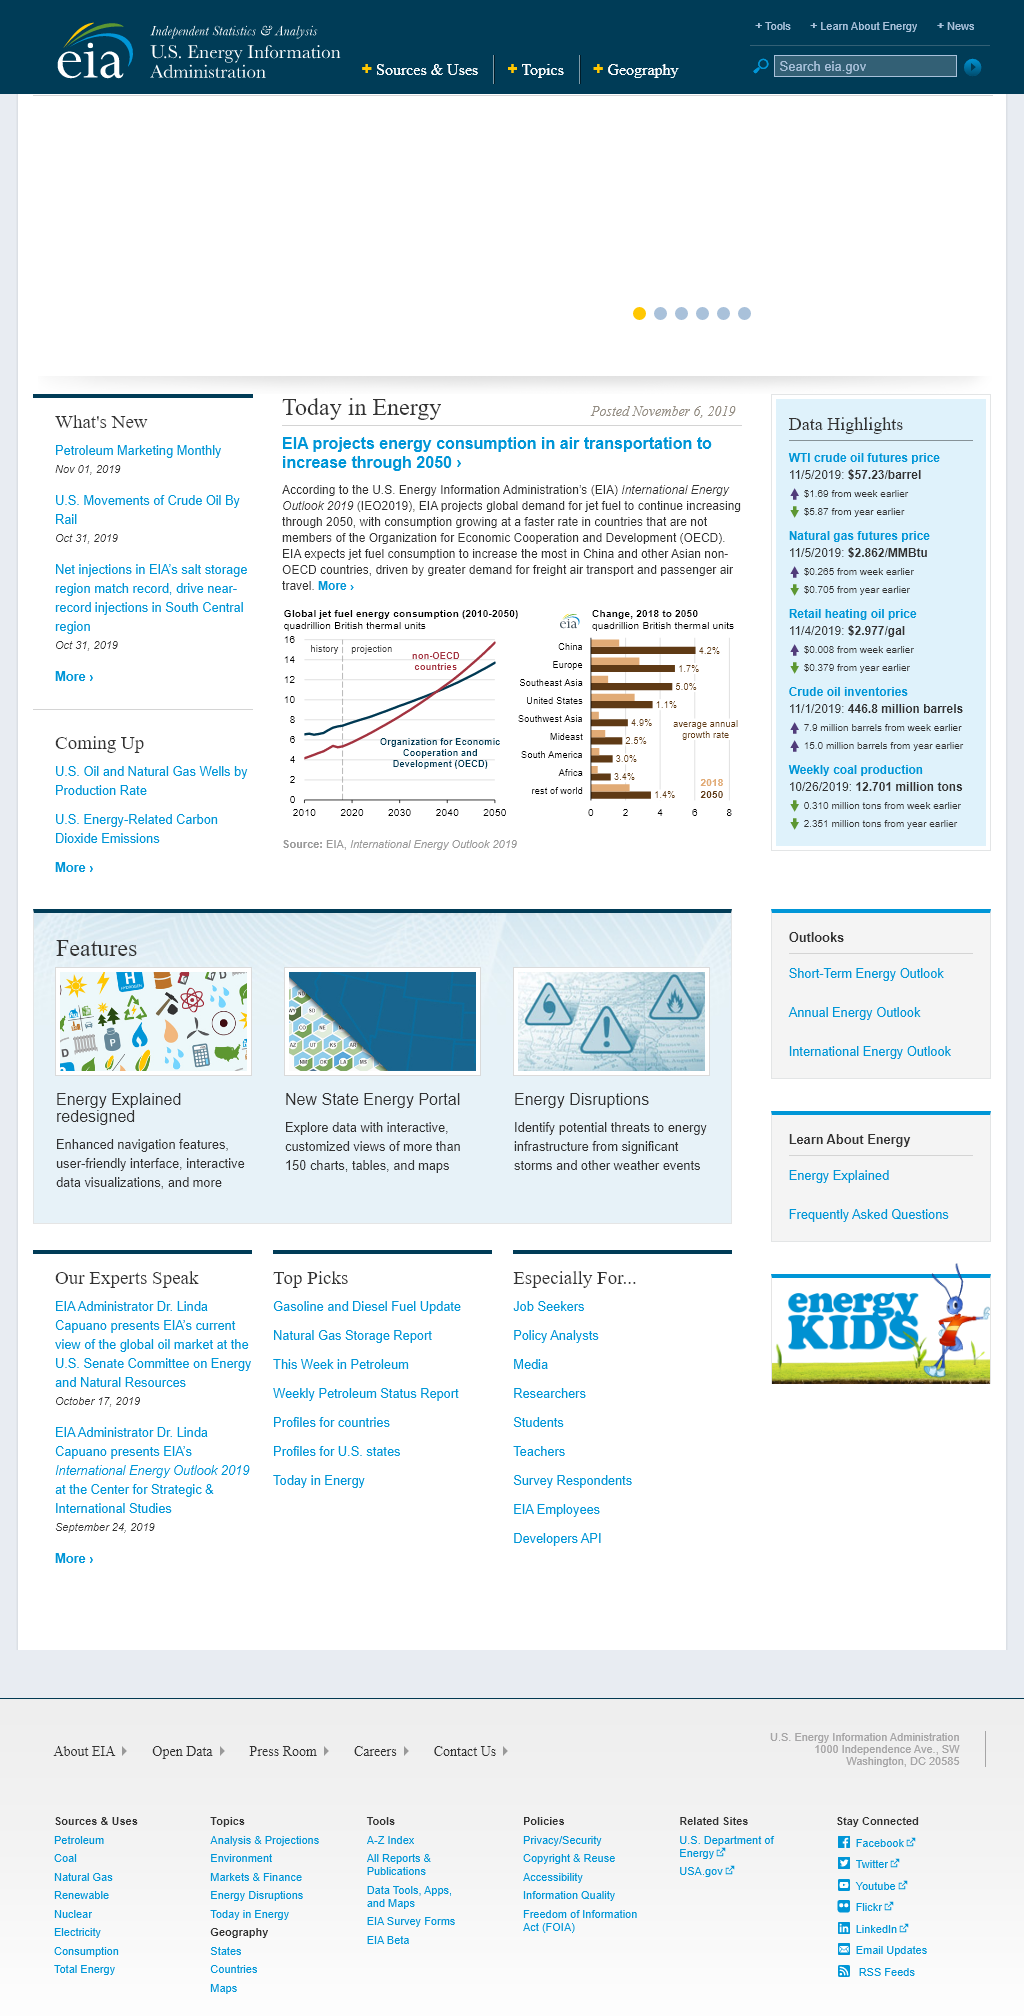 + Tools + Learn About Energy + News
eia
Independent Statistics & Analysis
U.S. Energy Information
Administration
+ Sources & Uses + Topics + Geography
Search eia.gov
What's New
Petroleum Marketing Monthly
Nov 01, 2019
U.S. Movements of Crude Oil By
Rail
Oct 31, 2019
Net injections in EIA's salt storage
region match record, drive near-
record injections in South Central
region
Oct 31, 2019
More ›
Coming Up
U.S. Oil and Natural Gas Wells by
Production Rate
U.S. Energy-Related Carbon
Dioxide Emissions
More ›
Today in Energy
Posted November 6, 2019
EIA projects energy consumption in air transportation to
increase through 2050 ›
According to the U.S. Energy Information Administration's (EIA) International Energy
Outlook 2019 (IEO2019), EIA projects global demand for jet fuel to continue increasing
through 2050, with consumption growing at a faster rate in countries that are not
members of the Organization for Economic Cooperation and Development (OECD).
EIA expects jet fuel consumption to increase the most in China and other Asian non-
OECD countries, driven by greater demand for freight air transport and passenger air
travel. More ›
Global jet fuel energy consumption (2010-2050)
quadrillion British thermal units
16
14
12
10
8
6
4
2
0
history projection
non-OECD
countries
Organization for Economic
Cooperation and
Development (OECD)
2010 2020 2030 2040 2050
eia
Change, 2018 to 2050
quadrillion British thermal units
China 4.2%
Europe 1.7%
Southeast Asia 5.0%
United States 1.1%
Southwest Asia 4.9%
Mideast 2.5%
South America 3.0%
Africa 3.4%
rest of world 1.4%
average annual
growth rate
2018
2050
0 2 4 6 8
Source: EIA, International Energy Outlook 2019
Data Highlights
WTI crude oil futures price
11/5/2019: $57.23/barrel
$1.69 from week earlier
$5.87 from year earlier
Natural gas futures price
11/5/2019: $2.862/MMBtu
$0.265 from week earlier
$0.705 from year earlier
Retail heating oil price
11/4/2019: $2.977/gal
$0.008 from week earlier
$0.379 from year earlier
Crude oil inventories
11/1/2019: 446.8 million barrels
7.9 million barrels from week earlier
15.0 million barrels from year earlier
Weekly coal production
10/26/2019: 12.701 million tons
0.310 million tons from week earlier
2.351 million tons from year earlier
Features
H
HYDROGEN
P
D
D
SD
CO
NE
AZ
UT
KS
AR
NM
OK
LA
MS
Energy Explained
redesigned
Enhanced navigation features,
user-friendly interface, interactive
data visualizations, and more
New State Energy Portal
Explore data with interactive,
customized views of more than
150 charts, tables, and maps
Energy Disruptions
Identify potential threats to energy
infrastructure from significant
storms and other weather events
Outlooks
Short-Term Energy Outlook
Annual Energy Outlook
International Energy Outlook
Learn About Energy
Energy Explained
Frequently Asked Questions
energy
KIDS
Our Experts Speak
EIA Administrator Dr. Linda
Capuano presents EIA's current
view of the global oil market at the
U.S. Senate Committee on Energy
and Natural Resources
October 17, 2019
EIA Administrator Dr. Linda
Capuano presents EIA's
International Energy Outlook 2019
at the Center for Strategic &
International Studies
September 24, 2019
More ›
Top Picks
Gasoline and Diesel Fuel Update
Natural Gas Storage Report
This Week in Petroleum
Weekly Petroleum Status Report
Profiles for countries
Profiles for U.S. states
Today in Energy
Especially For...
Job Seekers
Policy Analysts
Media
Researchers
Students
Teachers
Survey Respondents
EIA Employees
Developers API
About EIA Open Data Press Room Careers Contact Us
U.S. Energy Information Administration
1000 Independence Ave., SW
Washington, DC 20585
Sources & Uses
Petroleum
Coal
Natural Gas
Renewable
Nuclear
Electricity
Consumption
Total Energy
Topics
Analysis & Projections
Environment
Markets & Finance
Energy Disruptions
Today in Energy
Geography
States
Countries
Maps
Tools
A-Z Index
All Reports &
Publications
Data Tools, Apps,
and Maps
EIA Survey Forms
EIA Beta
Policies
Privacy/Security
Copyright & Reuse
Accessibility
Information Quality
Freedom of Information
Act (FOIA)
Related Sites
U.S. Department of
Energy
USA.gov
Stay Connected
Facebook
Twitter
Youtube
Flickr
LinkedIn
Email Updates
RSS Feeds